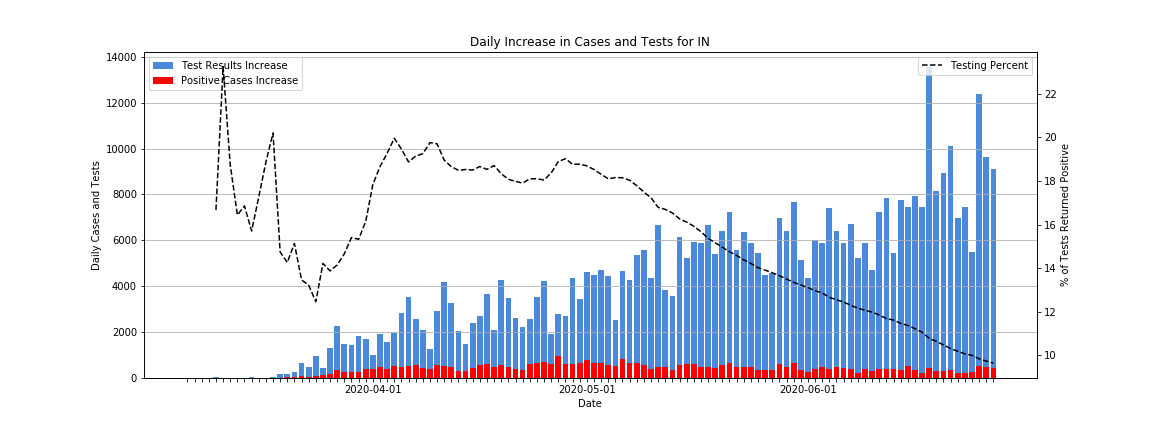 Daily Increase in Cases and Tests for IN
Test Results Increase
Positive Cases Increase
Testing Percent
14000
12000
10000
8000
6000
4000
2000
0
Daily Cases and Tests
22
20
18
16
14
12
10
% of Tests Returned Positive
2020-04-01
2020-05-01
2020-06-01
Date